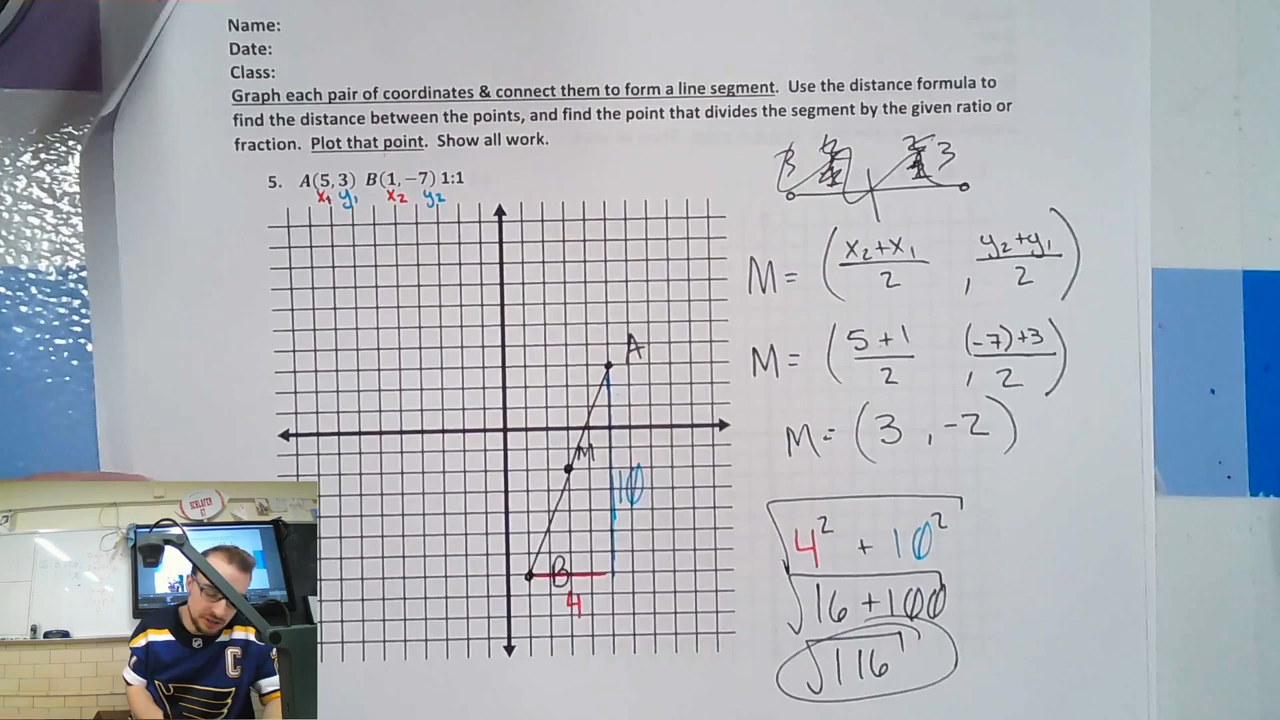 Name:
Date:
Class:
Graph each pair of coordinates & connect them to form a line segment. Use the distance formula to
find the distance between the points, and find the point that divides the segment by the given ratio or
fraction. Plot that point. Show all work.
5. A(5,3) B(1,−7) 1:1
x₁ y₁ x₂ y₂
3
M = (x₂+x₁/2, y₂+y₁/2)
M = (5+1/2, (-7)+3/2)
M = (3, -2)
A
M
10
B
4
√4² + 10²
√16 + 100
√116
C